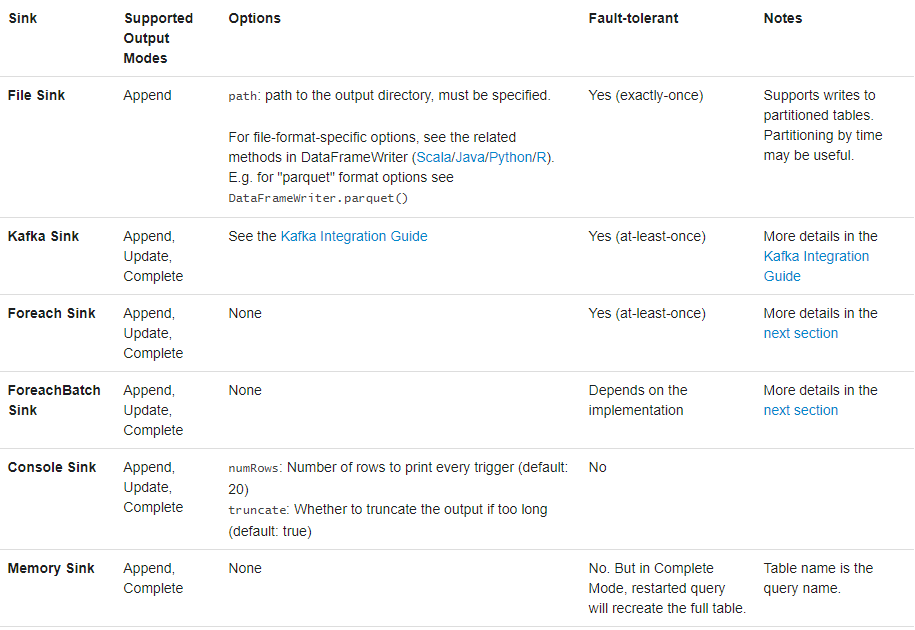 Sink
Supported
Output
Modes
Options
Fault-tolerant
Notes
File Sink
Append
path: path to the output directory, must be specified.
For file-format-specific options, see the related
methods in DataFrameWriter (Scala/Java/Python/R).
E.g. for "parquet" format options see
DataFrameWriter.parquet()
Yes (exactly-once)
Supports writes to
partitioned tables.
Partitioning by time
may be useful.
Kafka Sink
Append,
Update,
Complete
See the Kafka Integration Guide
Yes (at-least-once)
More details in the
Kafka Integration
Guide
Foreach Sink
Append,
Update,
Complete
None
Yes (at-least-once)
More details in the
next section
ForeachBatch
Sink
Append,
Update,
Complete
None
Depends on the
implementation
More details in the
next section
Console Sink
Append,
Update,
Complete
numRows: Number of rows to print every trigger (default:
20)
truncate: Whether to truncate the output if too long
(default: true)
No
Memory Sink
Append,
Complete
None
No. But in Complete
Mode, restarted query
will recreate the full table.
Table name is the
query name.